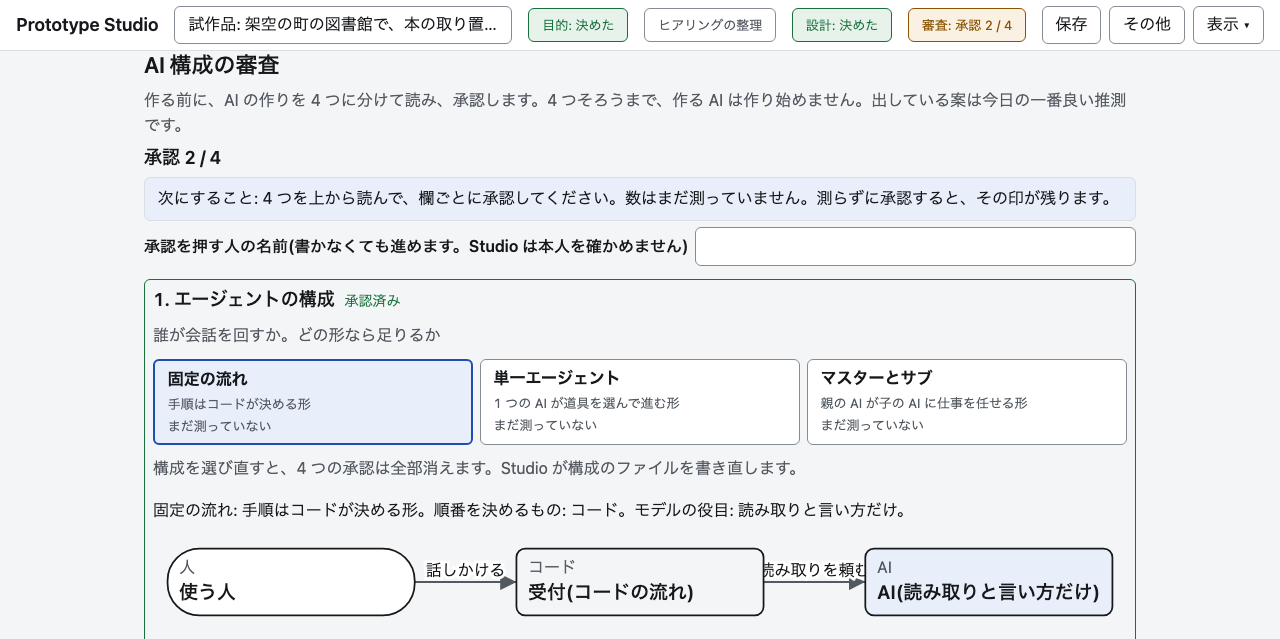 Prototype Studio
試作品: 架空の町の図書館で、本の取り置...
目的: 決めた
ヒアリングの整理
設計: 決めた
審査: 承認 2 / 4
保存
その他
表示 ▾
AI 構成の審査
作る前に、AI の作りを 4 つに分けて読み、承認します。4 つそろうまで、作る AI は作り始めません。出している案は今日の一番良い推測
です。
承認 2 / 4
次にすること: 4 つを上から読んで、欄ごとに承認してください。数はまだ測っていません。測らずに承認すると、その印が残ります。
承認を押す人の名前(書かなくても進めます。Studio は本人を確かめません)
1. エージェントの構成 承認済み
誰が会話を回すか。どの形なら足りるか
固定の流れ
手順はコードが決める形
まだ測っていない
単一エージェント
1 つの AI が道具を選んで進む形
まだ測っていない
マスターとサブ
親の AI が子の AI に仕事を任せる形
まだ測っていない
構成を選び直すと、4 つの承認は全部消えます。Studio が構成のファイルを書き直します。
固定の流れ: 手順はコードが決める形。順番を決めるもの: コード。モデルの役目: 読み取りと言い方だけ。
人
使う人
話しかける
コード
受付(コードの流れ)
読み取りを頼む
AI
AI(読み取りと言い方だけ)